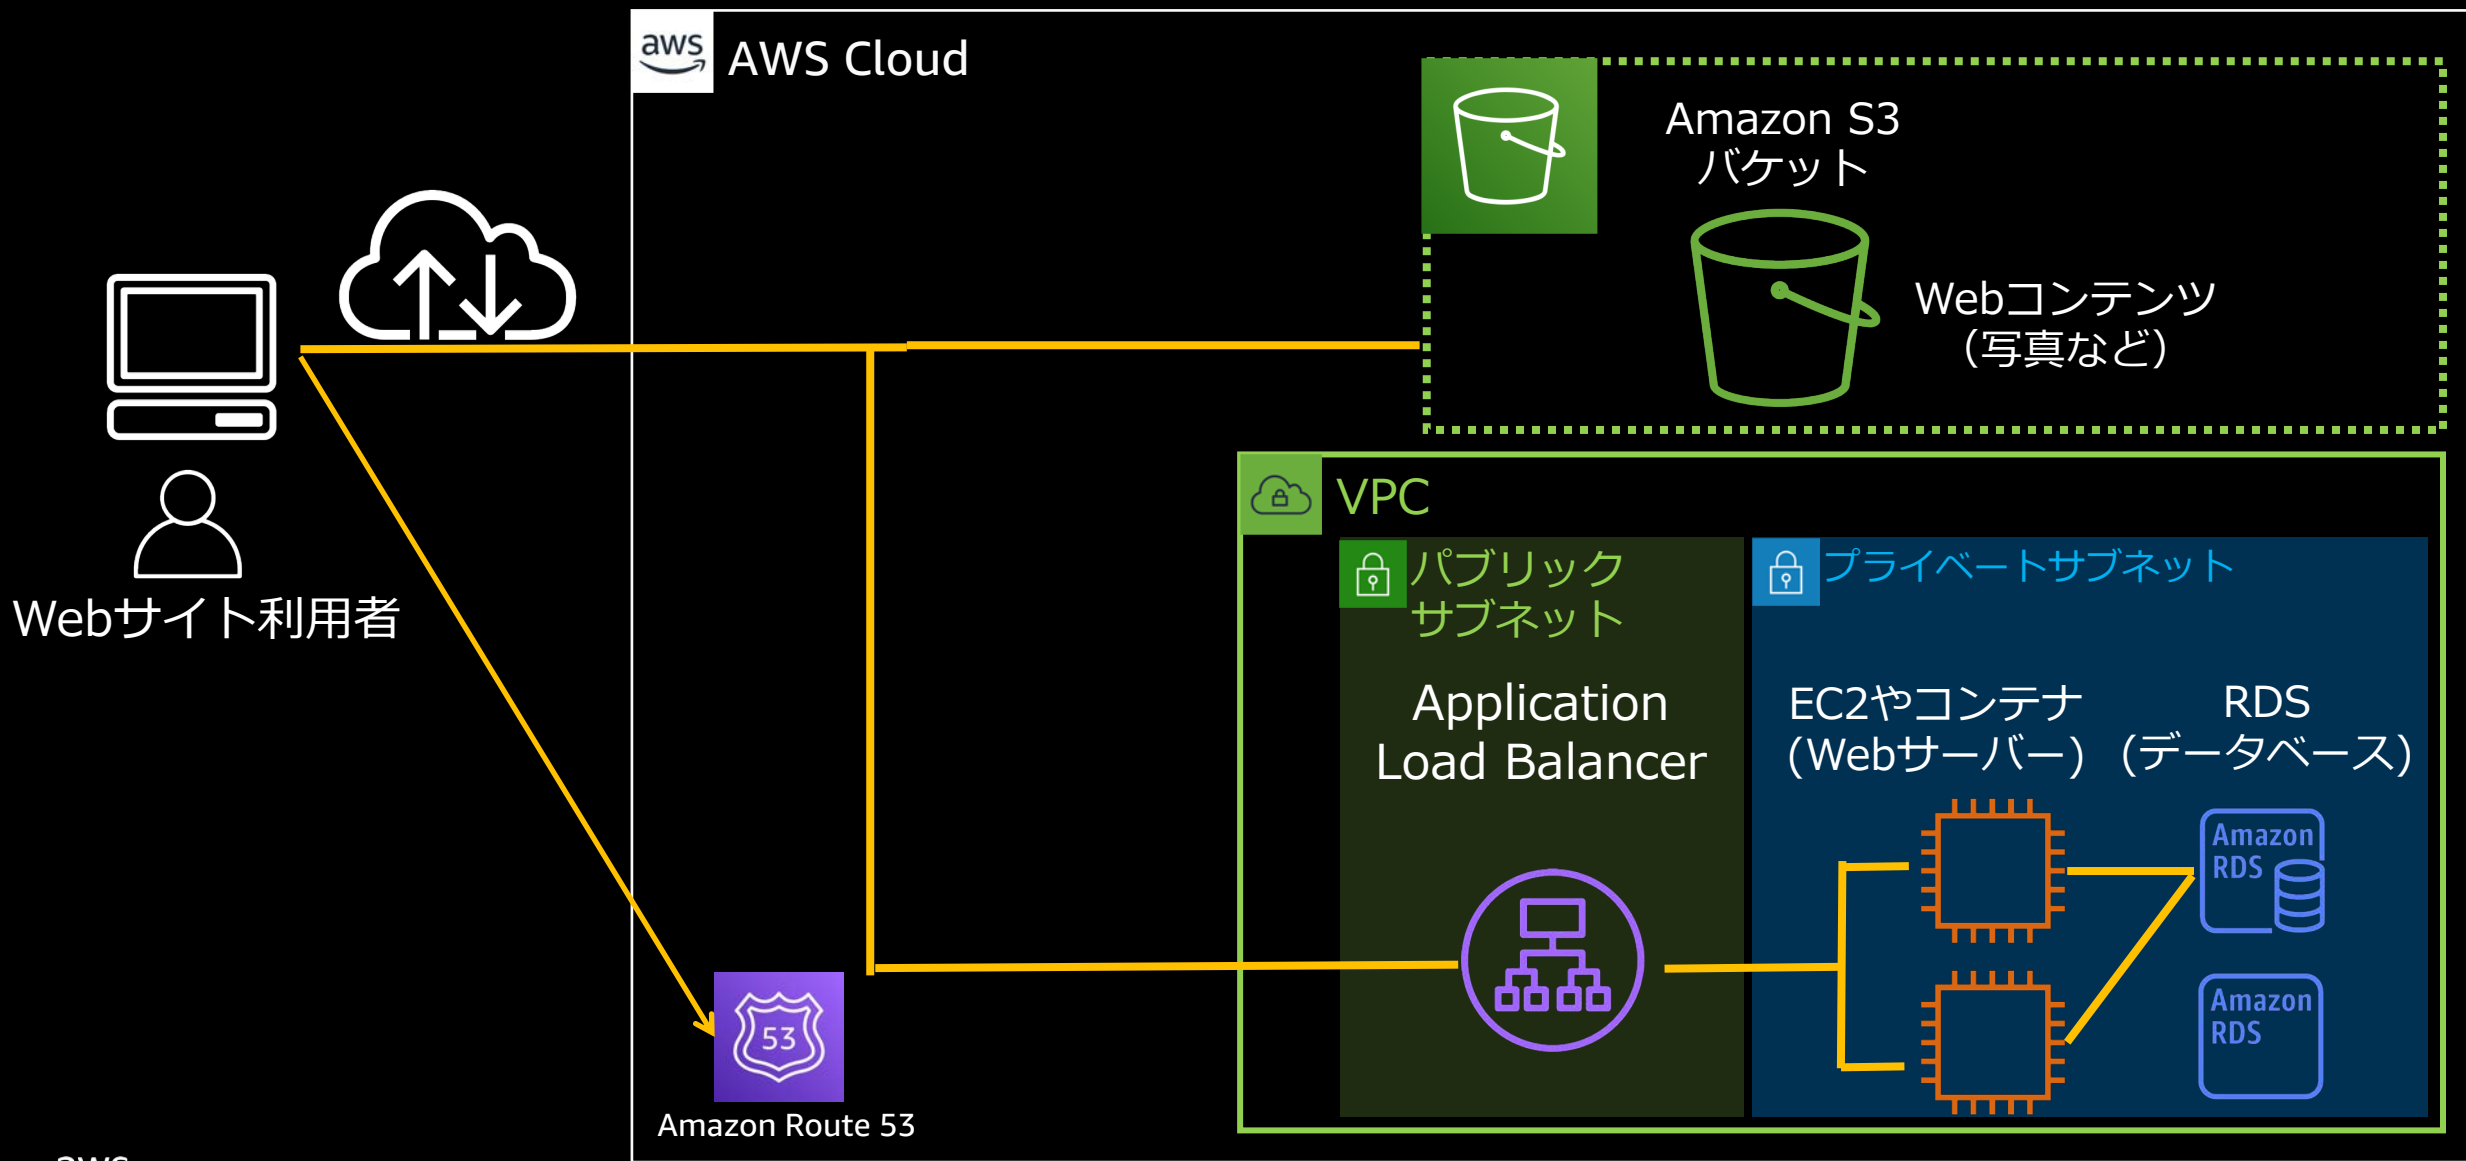 aws
AWS Cloud
Amazon S3
バケット
Webコンテンツ
（写真など）
Webサイト利用者
VPC
パブリック
サブネット
プライベートサブネット
Application
Load Balancer
EC2やコンテナ
(Webサーバー)
RDS
(データベース)
Amazon
RDS
Amazon
RDS
53
Amazon Route 53
aws